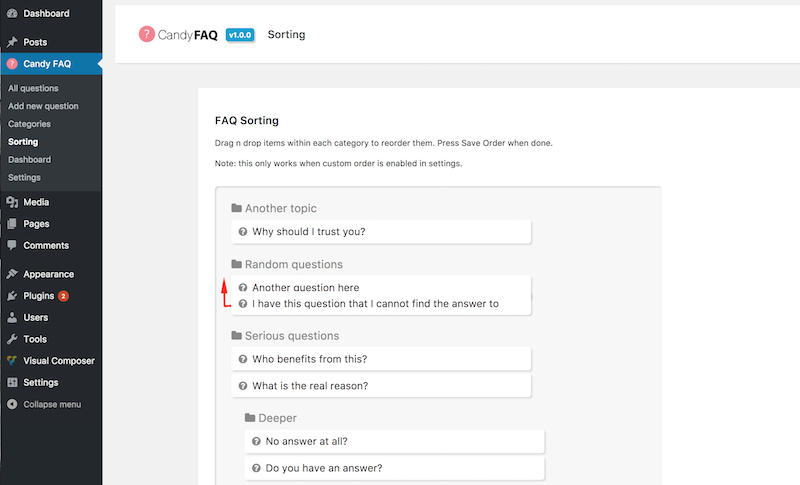 Dashboard
Posts
Candy FAQ
All questions
Add new question
Categories
Sorting
Dashboard
Settings
Media
Pages
Comments
Appearance
Plugins 2
Users
Tools
Visual Composer
Settings
Collapse menu
? CandyFAQ v1.0.0 Sorting
FAQ Sorting
Drag n drop items within each category to reorder them. Press Save Order when done.
Note: this only works when custom order is enabled in settings.
Another topic
Why should I trust you?
Random questions
Another question here
I have this question that I cannot find the answer to
Serious questions
Who benefits from this?
What is the real reason?
Deeper
No answer at all?
Do you have an answer?